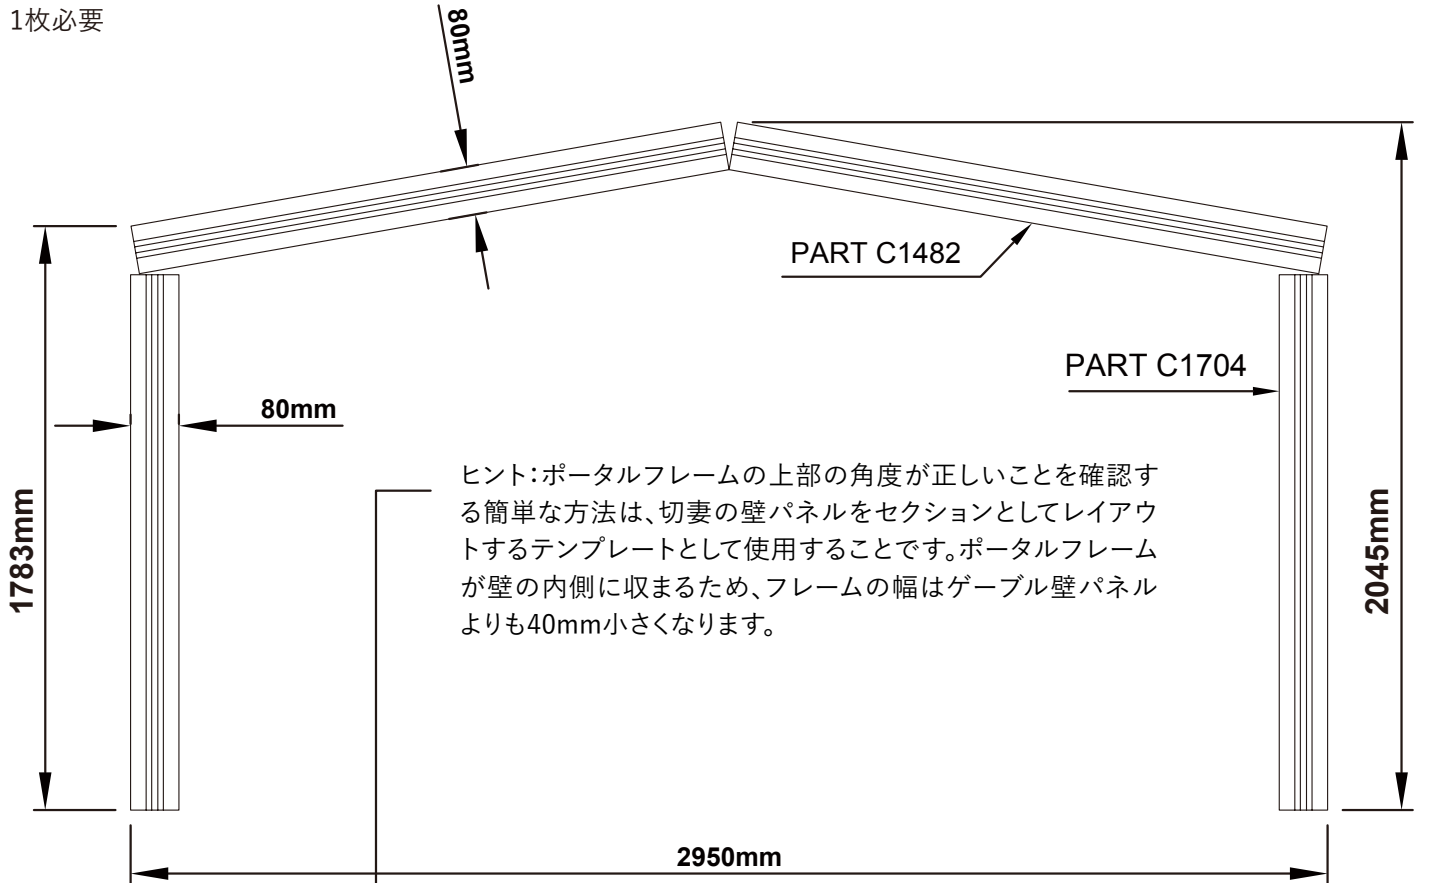 1枚必要
80mm
PART C1482
PART C1704
80mm
1783mm
2045mm
ヒント:ポータルフレームの上部の角度が正しいことを確認す
る簡単な方法は、切妻の壁パネルをセクションとしてレイアウ
トするテンプレートとして使用することです。ポータルフレーム
が壁の内側に収まるため、フレームの幅はゲーブル壁パネル
よりも40mm小さくなります。
2950mm